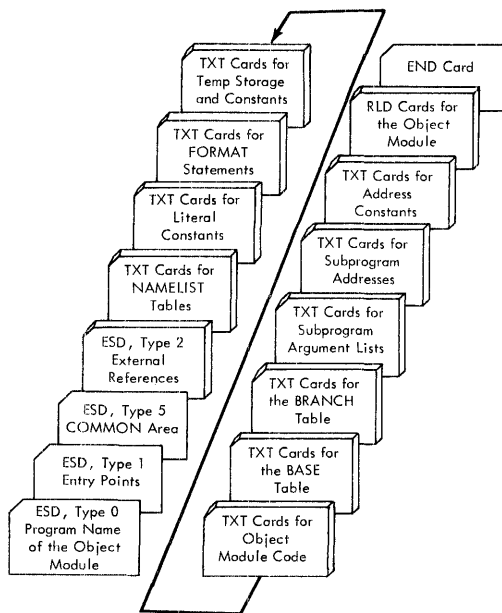 TXT Cards for
Temp Storage
and Constants
TXT Cards for
FORMAT
Statements
TXT Cards for
Literal
Constants
TXT Cards for
NAMELIST
Tables
ESD, Type 2
External
References
ESD, Type 5
COMMON Area
ESD, Type 1
Entry Points
ESD, Type 0
Program Name
of the Object
Module
END Card
RLD Cards for
the Object
Module
TXT Cards for
Address
Constants
TXT Cards for
Subprogram
Addresses
TXT Cards for
Subprogram
Argument Lists
TXT Cards for
the BRANCH
Table
TXT Cards for
the BASE
Table
TXT Cards for
Object
Module Code